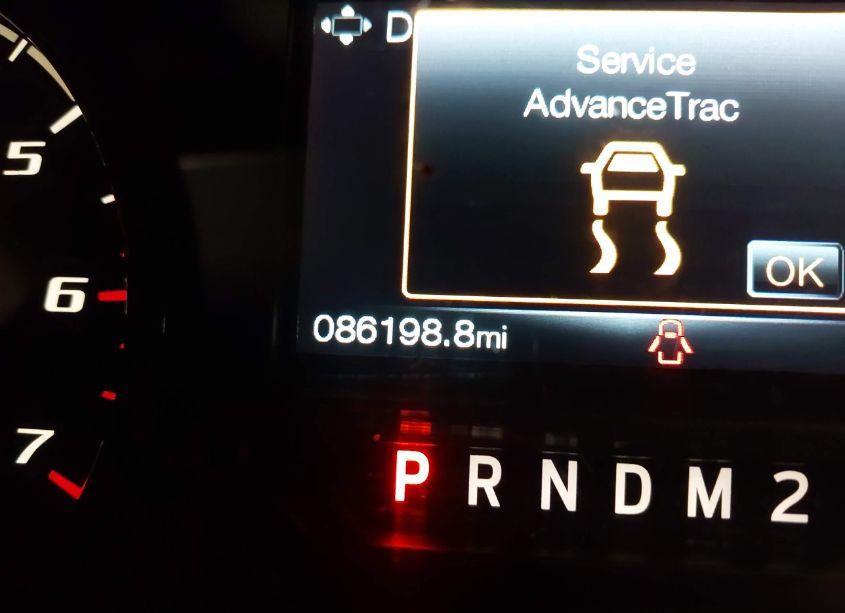 D
Service
AdvanceTrac
OK
5
6
7
086198.8mi
P R N D M 2